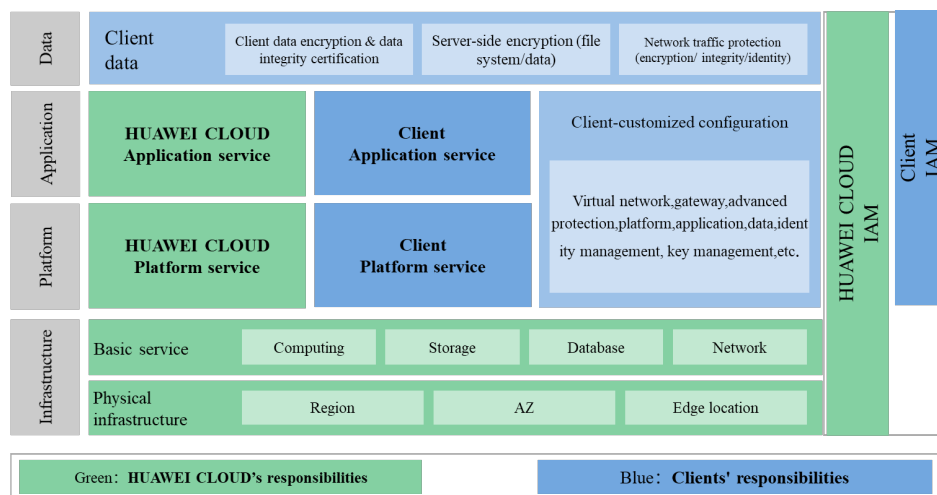 Data
Client
data
Client data encryption & data
integrity certification
Server-side encryption (file
system/data)
Network traffic protection
(encryption/ integrity/identity)
Application
HUAWEI CLOUD
Application service
Client
Application service
Client-customized configuration
Virtual network,gateway,advanced
protection,platform,application,data,ident
ity management, key management,etc.
Platform
HUAWEI CLOUD
Platform service
Client
Platform service
HUAWEI CLOUD
IAM
Client
IAM
Infrastructure
Basic service
Computing
Storage
Database
Network
Physical
infrastructure
Region
AZ
Edge location
Green: HUAWEI CLOUD's responsibilities
Blue: Clients' responsibilities